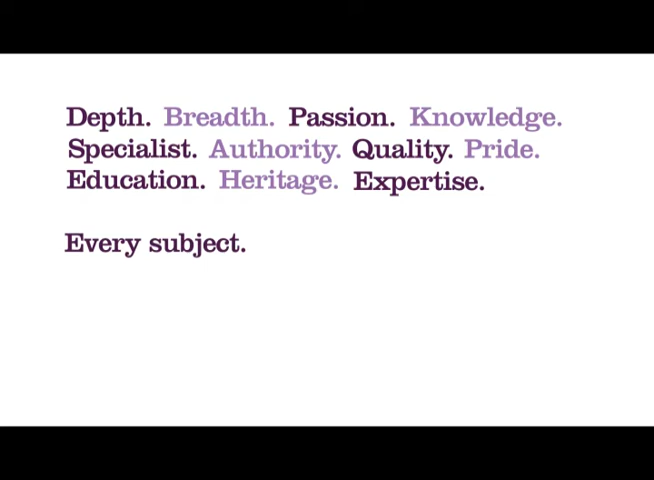 Depth. Breadth. Passion. Knowledge.
Specialist. Authority. Quality. Pride.
Education. Heritage. Expertise.
Every subject.